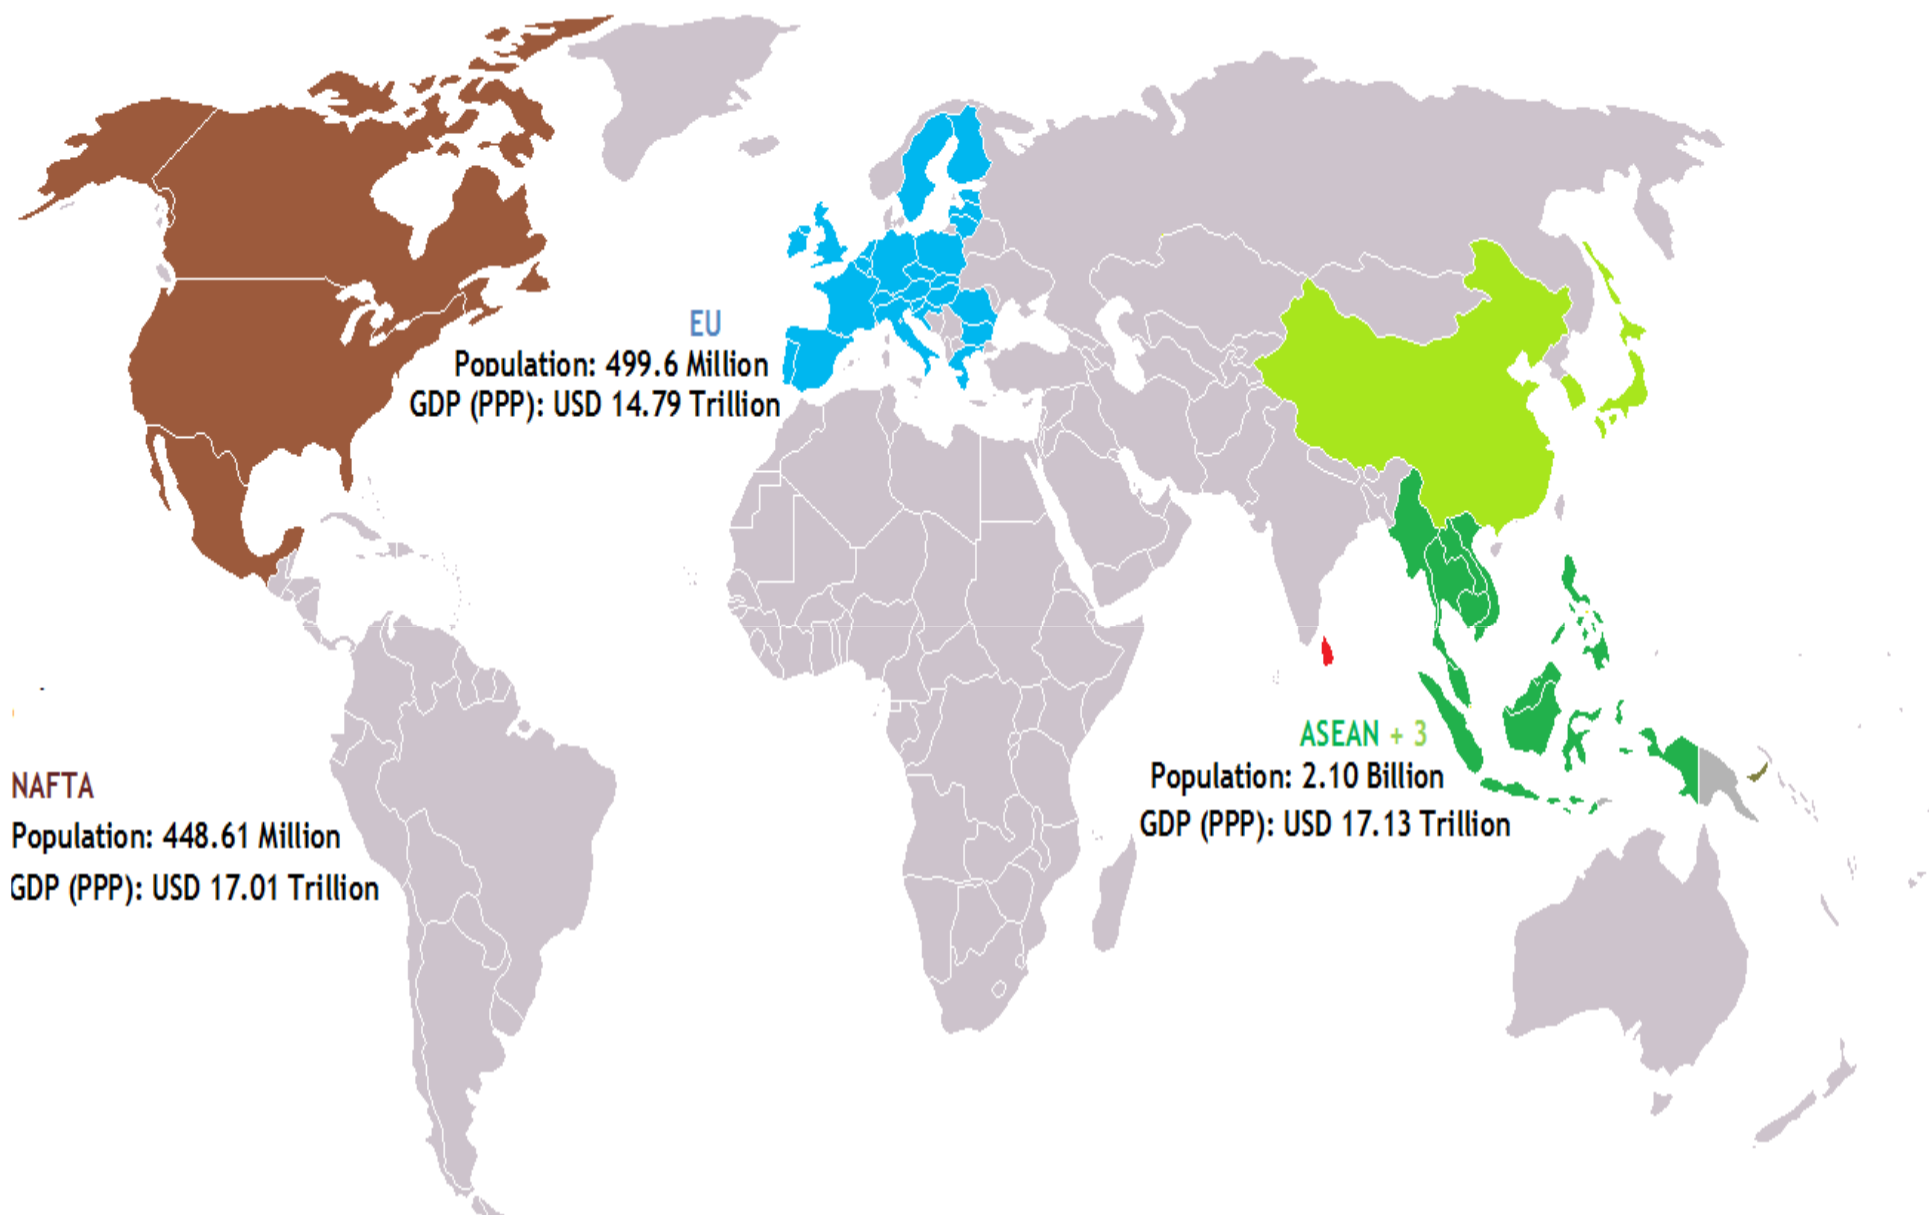 EU
Population: 499.6 Million
GDP (PPP): USD 14.79 Trillion
ASEAN + 3
Population: 2.10 Billion
GDP (PPP): USD 17.13 Trillion
NAFTA
Population: 448.61 Million
GDP (PPP): USD 17.01 Trillion